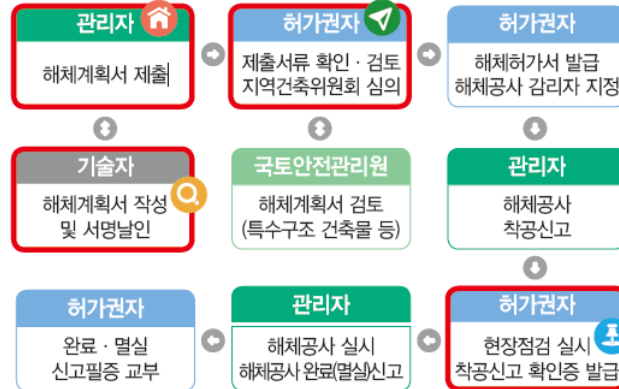 관리자
해체계획서 제출
허가권자
제출서류 확인 · 검토
지역건축위원회 심의
허가권자
해체허가서 발급
해체공사 감리자 지정
기술자
해체계획서 작성
및 서명날인
국토안전관리원
해체계획서 검토
(특수구조 건축물 등)
관리자
해체공사
착공신고
허가권자
완료 · 멸실
신고필증 교부
관리자
해체공사 실시
해체공사 완료(멸실)신고
허가권자
현장점검 실시
착공신고 확인증 발급